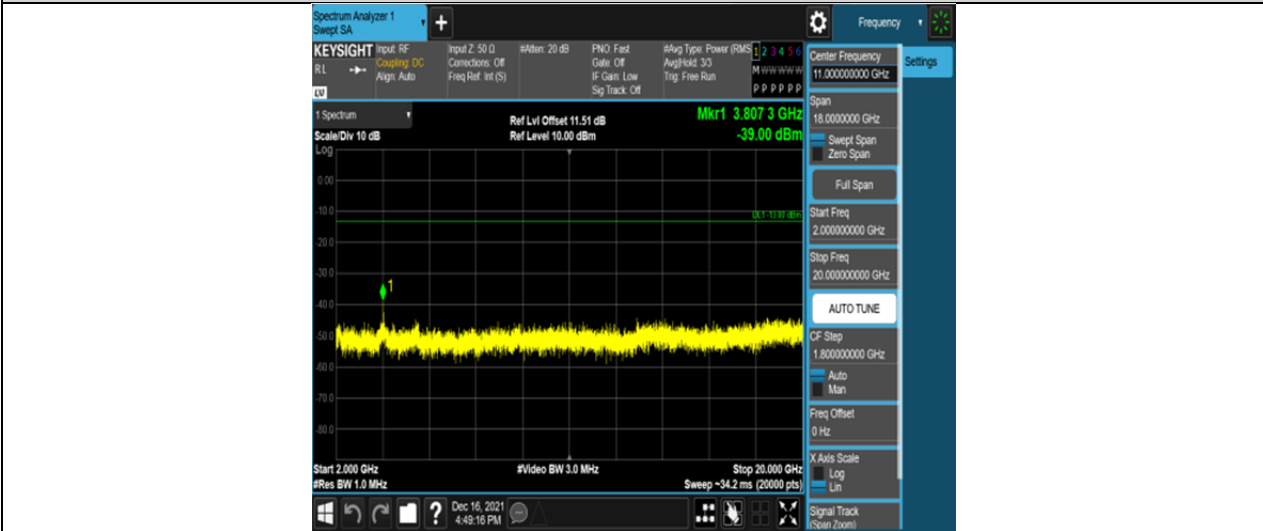 Spectrum Analyzer 1
Swept SA
+
Frequency
KEYSIGHT
RL
LV
Input: RF
Coupling: DC
Align: Auto
Input Z: 50 Ω
Corrections: Off
Freq Ref: Int (S)
#Atten: 20 dB
PNO: Fast
Gate: Off
IF Gain: Low
Sig Track: Off
#Avg Type: Power (RMS
Avg|Hold: 3/3
Trig: Free Run
1 2 3 4 5 6
M W W W W W
P P P P P P
1 Spectrum
Scale/Div 10 dB
Log
Ref Lvl Offset 11.51 dB
Ref Level 10.00 dBm
Mkr1 3.807 3 GHz
-39.00 dBm
0.00
-10.0
DL1 -13.00 dBm
-20.0
-30.0
1
-40.0
-50.0
-60.0
-70.0
-80.0
Start 2.000 GHz
#Res BW 1.0 MHz
#Video BW 3.0 MHz
Stop 20.000 GHz
Sweep ~34.2 ms (20000 pts)
?
Dec 16, 2021
4:49:16 PM
Center Frequency
11.000000000 GHz
Settings
Span
18.0000000 GHz
Swept Span
Zero Span
Full Span
Start Freq
2.000000000 GHz
Stop Freq
20.000000000 GHz
AUTO TUNE
CF Step
1.800000000 GHz
Auto
Man
Freq Offset
0 Hz
X Axis Scale
Log
Lin
Signal Track
(Span Zoom)